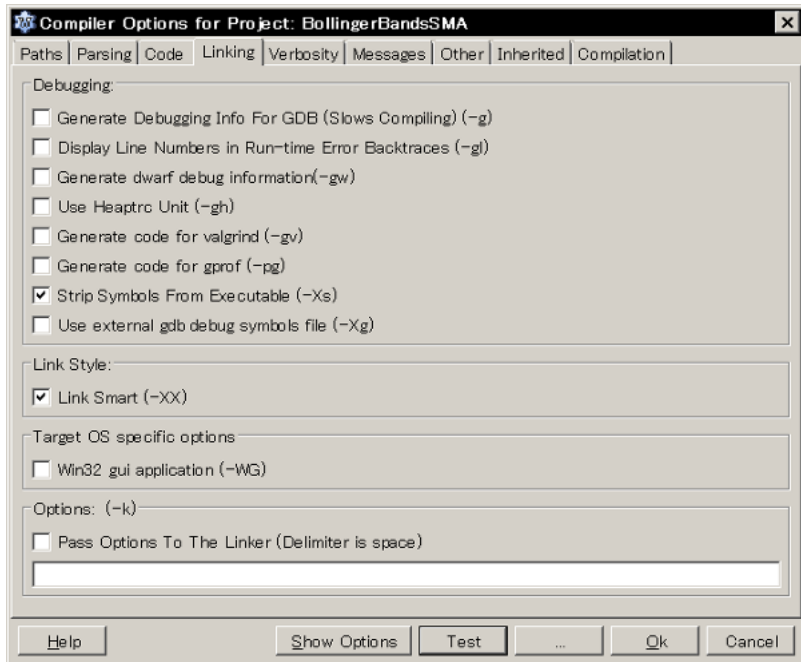 Compiler Options for Project: BollingerBandsSMA
Paths Parsing Code Linking Verbosity Messages Other Inherited Compilation
Debugging:
Generate Debugging Info For GDB (Slows Compiling) (-g)
Display Line Numbers in Run-time Error Backtraces (-gl)
Generate dwarf debug information(-gw)
Use Heaptrc Unit (-gh)
Generate code for valgrind (-gv)
Generate code for gprof (-pg)
Strip Symbols From Executable (-Xs)
Use external gdb debug symbols file (-Xg)
Link Style:
Link Smart (-XX)
Target OS specific options
Win32 gui application (-WG)
Options: (-k)
Pass Options To The Linker (Delimiter is space)
Help Show Options Test ... Ok Cancel